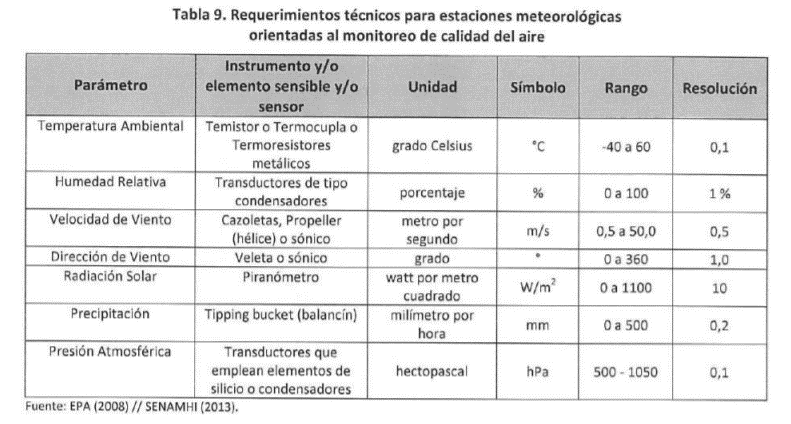 Tabla 9. Requerimientos técnicos para estaciones meteorológicas
orientadas al monitoreo de calidad del aire
Parámetro
Instrumento y/o
elemento sensible y/o
sensor
Unidad
Símbolo
Rango
Resolución
Temperatura Ambiental
Temistor o Termocupla o
Termoresistores
metálicos
grado Celsius
°C
-40 a 60
0,1
Humedad Relativa
Transductores de tipo
condensadores
porcentaje
%
0 a 100
1 %
Velocidad de Viento
Cazoletas, Propeller
(hélice) o sónico
metro por
segundo
m/s
0,5 a 50,0
0,5
Dirección de Viento
Veleta o sónico
grado
°
0 a 360
1,0
Radiación Solar
Piranómetro
watt por metro
cuadrado
W/m²
0 a 1100
10
Precipitación
Tipping bucket (balancín)
milímetro por
hora
mm
0 a 500
0,2
Presión Atmosférica
Transductores que
emplean elementos de
silicio o condensadores
hectopascal
hPa
500 - 1050
0,1
Fuente: EPA (2008) // SENAMHI (2013).